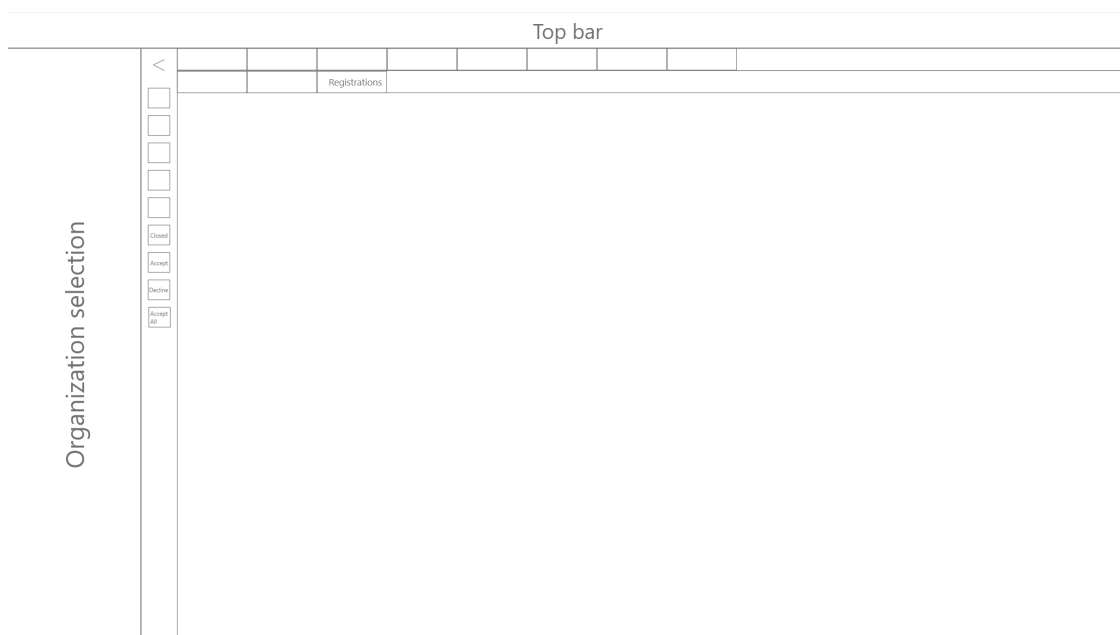 Top bar
<
Registrations
Closed
Accept
Decline
Accept
All
Organization selection